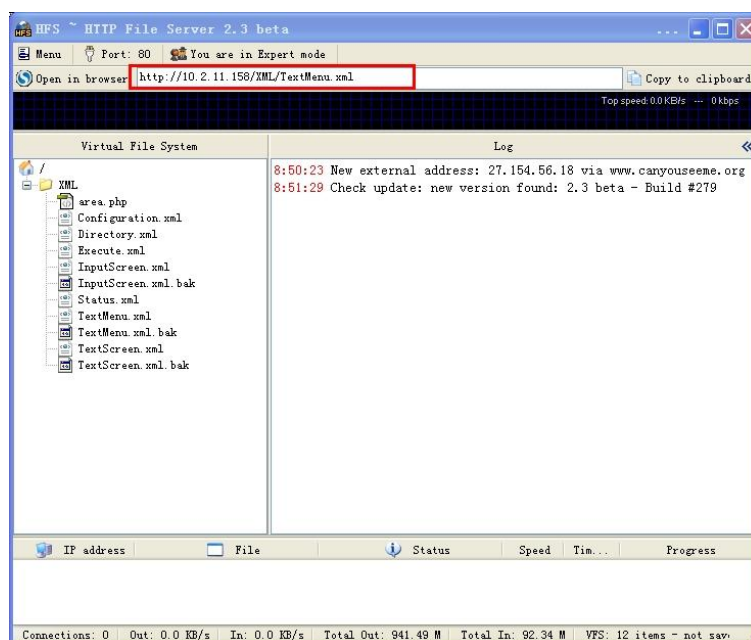 HFS ~ HTTP File Server 2.3 beta ...
Menu Port: 80 You are in Expert mode
Open in browser http://10.2.11.158/XML/TextMenu.xml Copy to clipboard
Top speed: 0.0 KB/s --- 0 kbps
Virtual File System Log
/
XML
area.php
Configuration.xml
Directory.xml
Execute.xml
InputScreen.xml
InputScreen.xml.bak
Status.xml
TextMenu.xml
TextMenu.xml.bak
TextScreen.xml
TextScreen.xml.bak
8:50:23 New external address: 27.154.56.18 via www.canyouseeme.org
8:51:29 Check update: new version found: 2.3 beta - Build #279
IP address File Status Speed Tim... Progress
Connections: 0 Out: 0.0 KB/s In: 0.0 KB/s Total Out: 941.49 M Total In: 92.34 M VFS: 12 items - not sav.